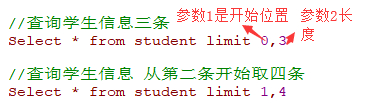 //查询学生信息三条
参数1是开始位置 参数2长度
Select * from student limit 0,3
//查询学生信息 从第二条开始取四条
Select * from student limit 1,4